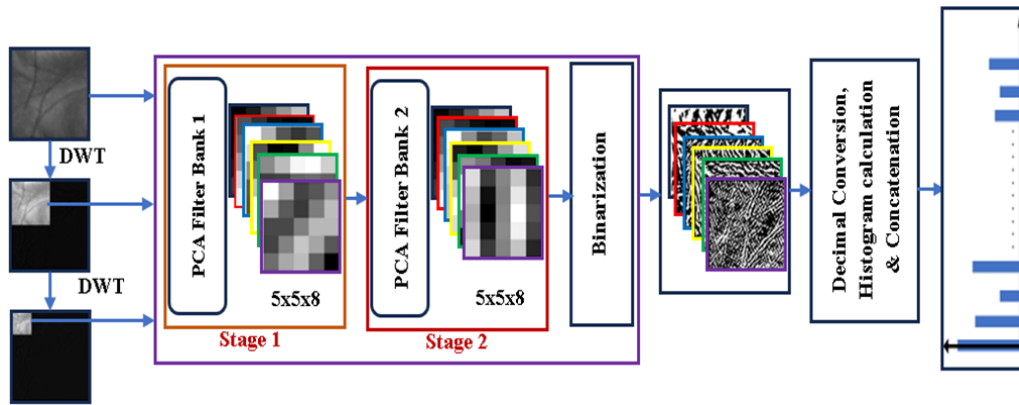 DWT
DWT
PCA Filter Bank 1
5x5x8
Stage 1
PCA Filter Bank 2
5x5x8
Stage 2
Binarization
Decimal Conversion,
Histogram calculation
& Concatenation